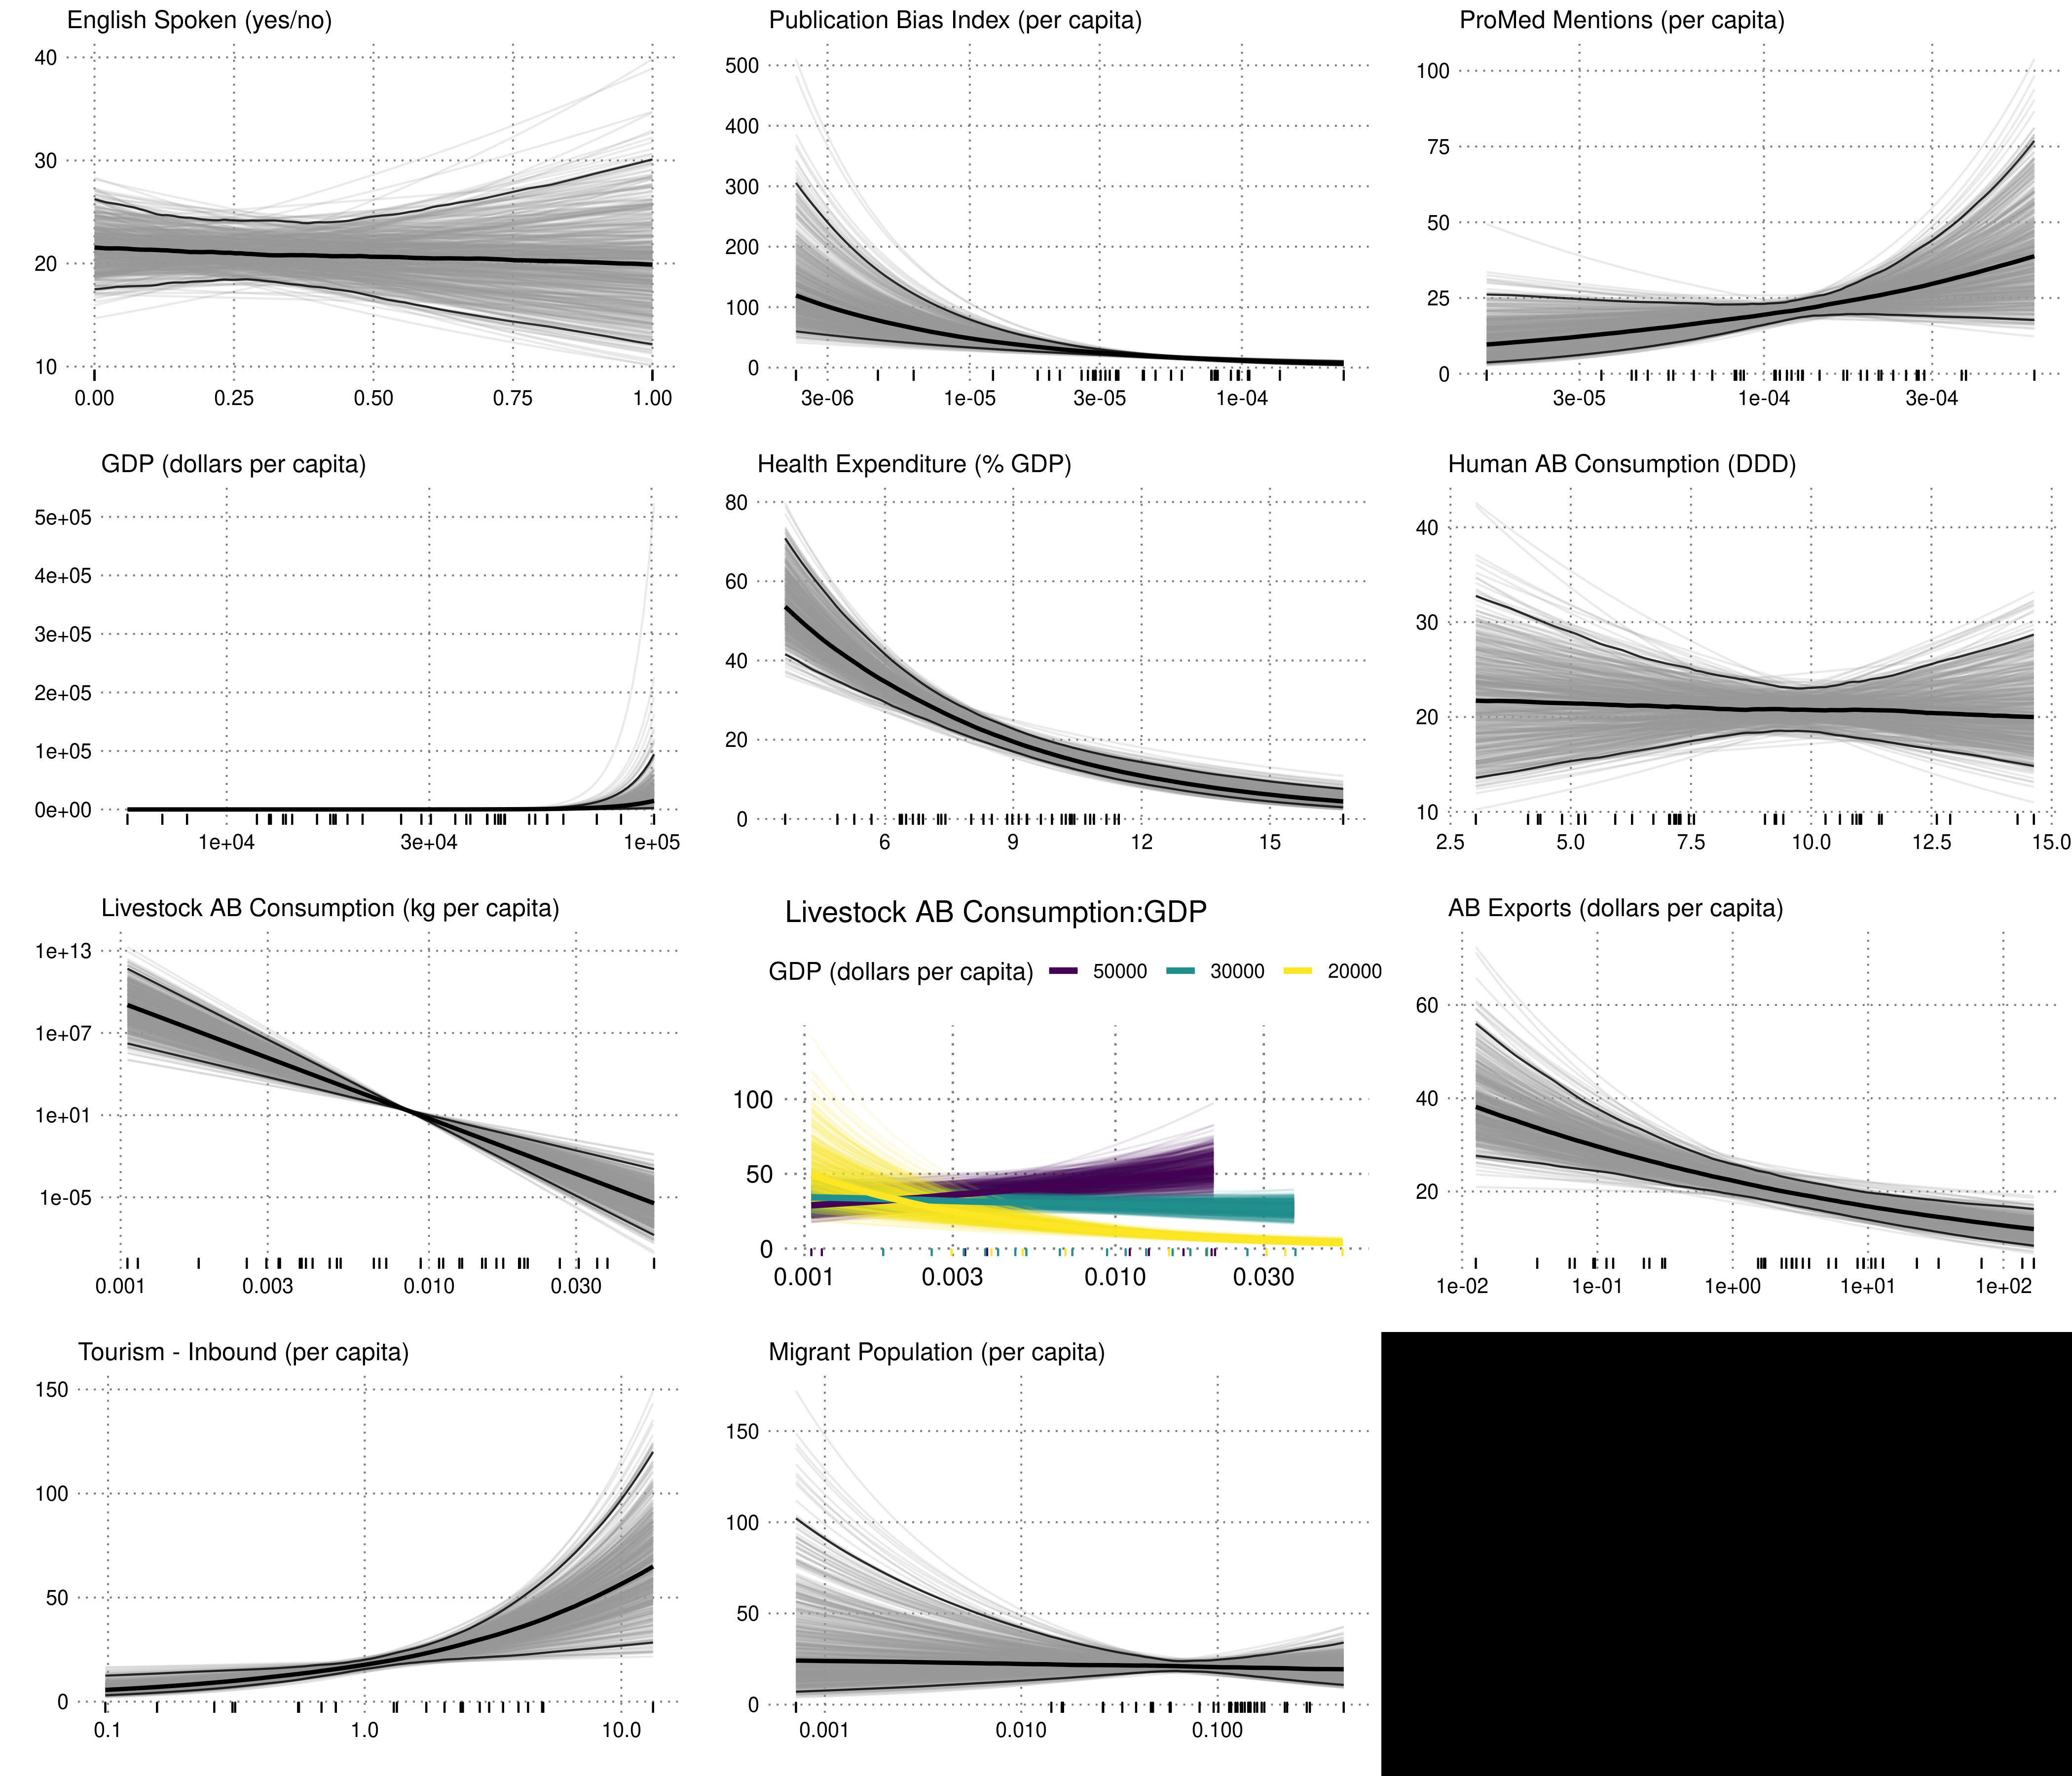 English Spoken (yes/no)
40
30
20
10
0.00 0.25 0.50 0.75 1.00
Publication Bias Index (per capita)
500
400
300
200
100
0
3e-06 1e-05 3e-05 1e-04
ProMed Mentions (per capita)
100
75
50
25
0
3e-05 1e-04 3e-04
GDP (dollars per capita)
5e+05
4e+05
3e+05
2e+05
1e+05
0e+00
1e+04 3e+04 1e+05
Health Expenditure (% GDP)
80
60
40
20
0
6 9 12 15
Human AB Consumption (DDD)
40
30
20
10
2.5 5.0 7.5 10.0 12.5 15.0
Livestock AB Consumption (kg per capita)
1e+13
1e+07
1e+01
1e-05
0.001 0.003 0.010 0.030
Livestock AB Consumption:GDP
GDP (dollars per capita) 50000 30000 20000
100
50
0
0.001 0.003 0.010 0.030
AB Exports (dollars per capita)
60
40
20
1e-02 1e-01 1e+00 1e+01 1e+02
Tourism - Inbound (per capita)
150
100
50
0
0.1 1.0 10.0
Migrant Population (per capita)
150
100
50
0
0.001 0.010 0.100